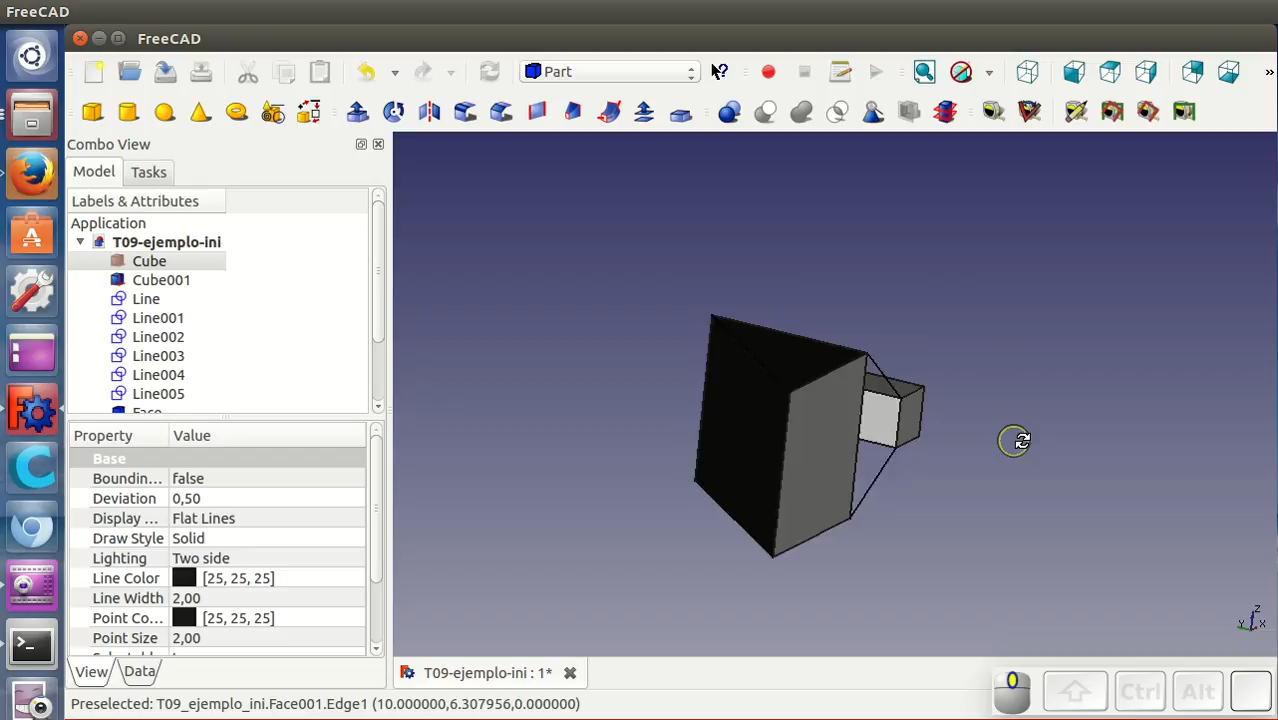 FreeCAD
FreeCAD
Part
»
Combo View
Model
Tasks
Labels & Attributes
Application
T09-ejemplo-ini
Cube
Cube001
Line
Line001
Line002
Line003
Line004
Line005
Face
Property Value
Base
Boundin... false
Deviation 0,50
Display ... Flat Lines
Draw Style Solid
Lighting Two side
Line Color [25, 25, 25]
Line Width 2,00
Point Co... [25, 25, 25]
Point Size 2,00
View Data
T09-ejemplo-ini : 1*
Z
Y X
Ctrl Alt
Preselected: T09_ejemplo_ini.Face001.Edge1 (10.000000,6.307956,0.000000)